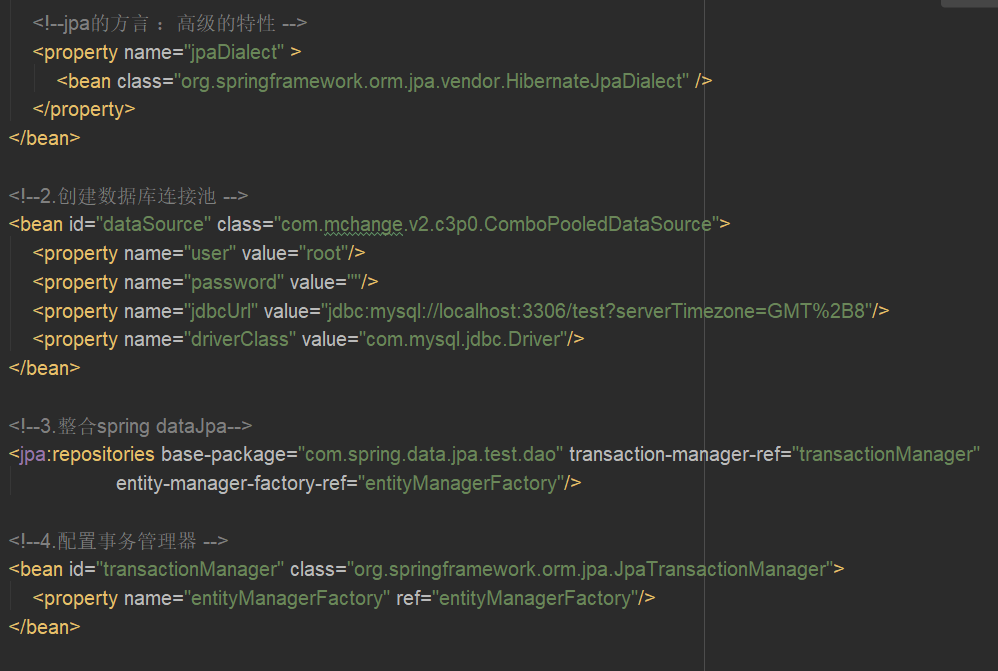 <!--jpa的方言 ：高级的特性 -->
<property name="jpaDialect" >
<bean class="org.springframework.orm.jpa.vendor.HibernateJpaDialect" />
</property>
</bean>
<!--2.创建数据库连接池 -->
<bean id="dataSource" class="com.mchange.v2.c3p0.ComboPooledDataSource">
<property name="user" value="root"/>
<property name="password" value=""/>
<property name="jdbcUrl" value="jdbc:mysql://localhost:3306/test?serverTimezone=GMT%2B8"/>
<property name="driverClass" value="com.mysql.jdbc.Driver"/>
</bean>
<!--3.整合spring dataJpa-->
<jpa:repositories base-package="com.spring.data.jpa.test.dao" transaction-manager-ref="transactionManager"
entity-manager-factory-ref="entityManagerFactory"/>
<!--4.配置事务管理器 -->
<bean id="transactionManager" class="org.springframework.orm.jpa.JpaTransactionManager">
<property name="entityManagerFactory" ref="entityManagerFactory"/>
</bean>